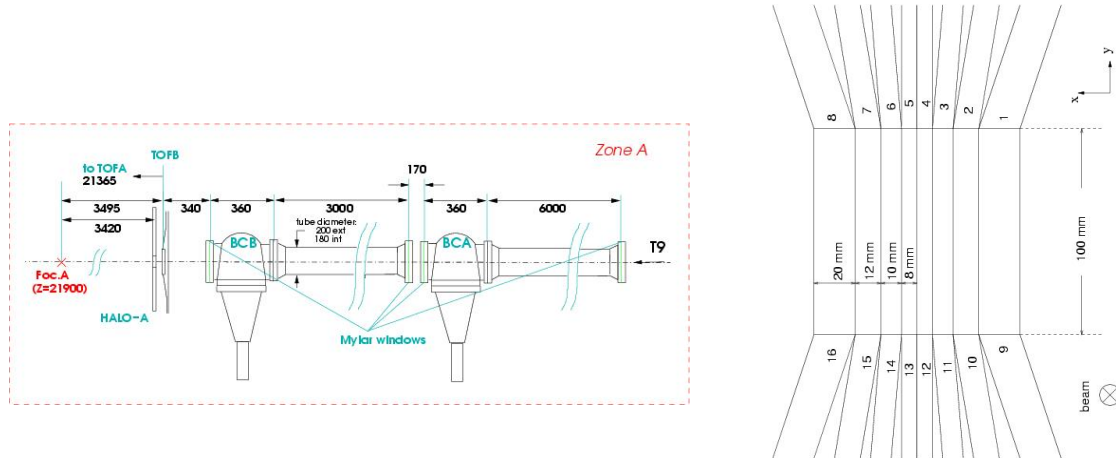 Zone A
TOFB
to TOFA
21365
170
3495
340
360
3000
360
6000
3420
tube diameter:
200 ext
180 int
BCB
BCA
T9
Foc.A
(Z=21900)
HALO-A
Mylar windows
y
x
8
7
6
5
4
3
2
1
20 mm
12 mm
10 mm
8 mm
100 mm
16
15
14
13
12
11
10
9
beam